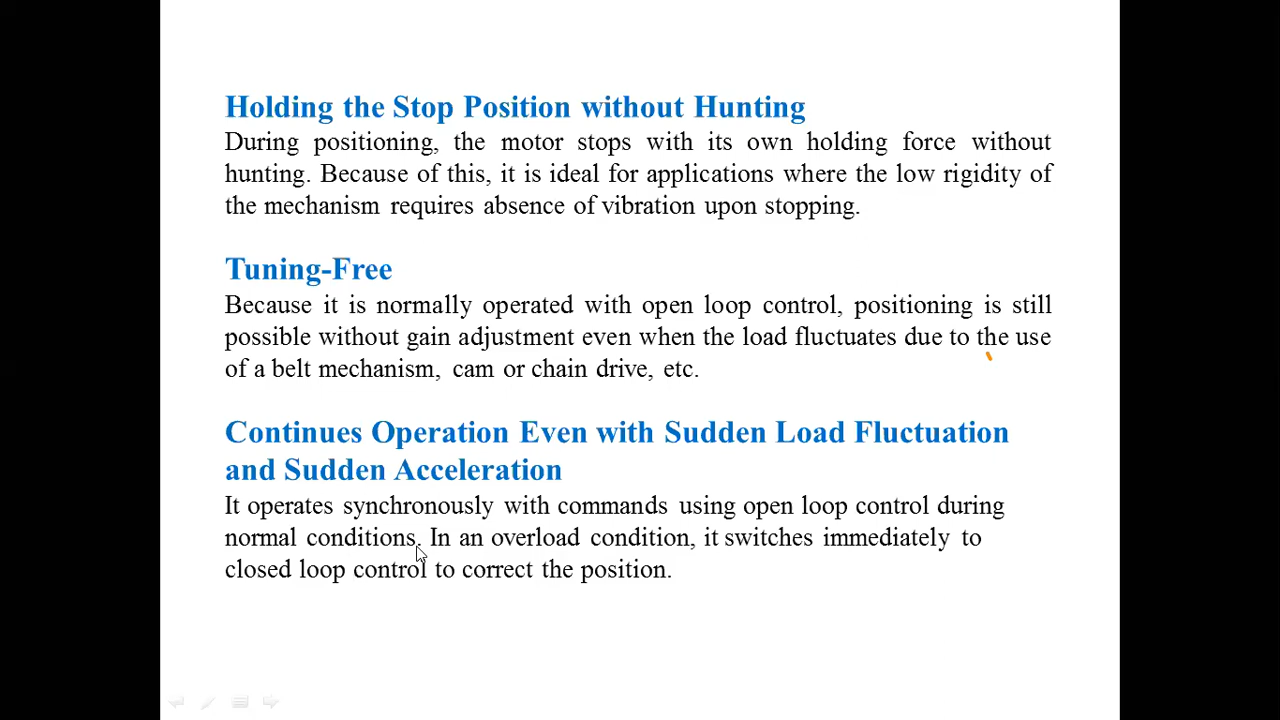 Holding the Stop Position without Hunting
During positioning, the motor stops with its own holding force without
hunting. Because of this, it is ideal for applications where the low rigidity of
the mechanism requires absence of vibration upon stopping.
Tuning-Free
Because it is normally operated with open loop control, positioning is still
possible without gain adjustment even when the load fluctuates due to the use
of a belt mechanism, cam or chain drive, etc.
Continues Operation Even with Sudden Load Fluctuation
and Sudden Acceleration
It operates synchronously with commands using open loop control during
normal conditions. In an overload condition, it switches immediately to
closed loop control to correct the position.